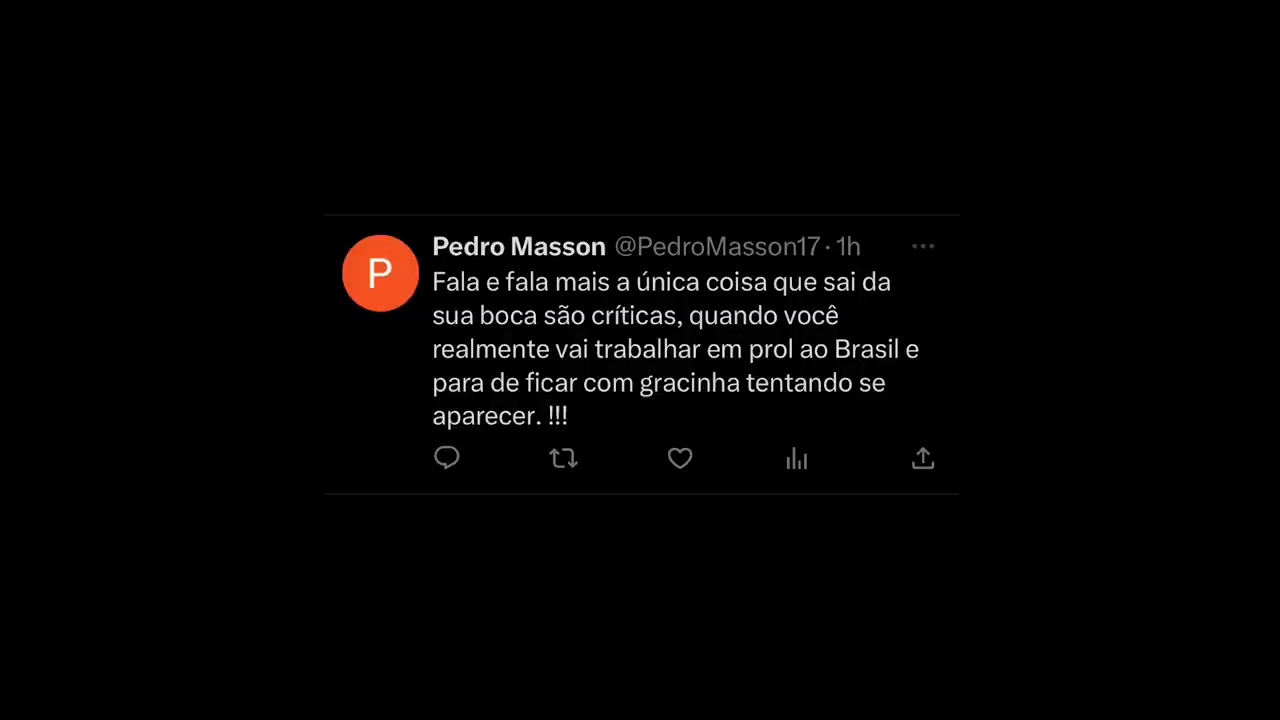 P
Pedro Masson @PedroMasson17 · 1h
Fala e fala mais a única coisa que sai da
sua boca são críticas, quando você
realmente vai trabalhar em prol ao Brasil e
para de ficar com gracinha tentando se
aparecer. !!!